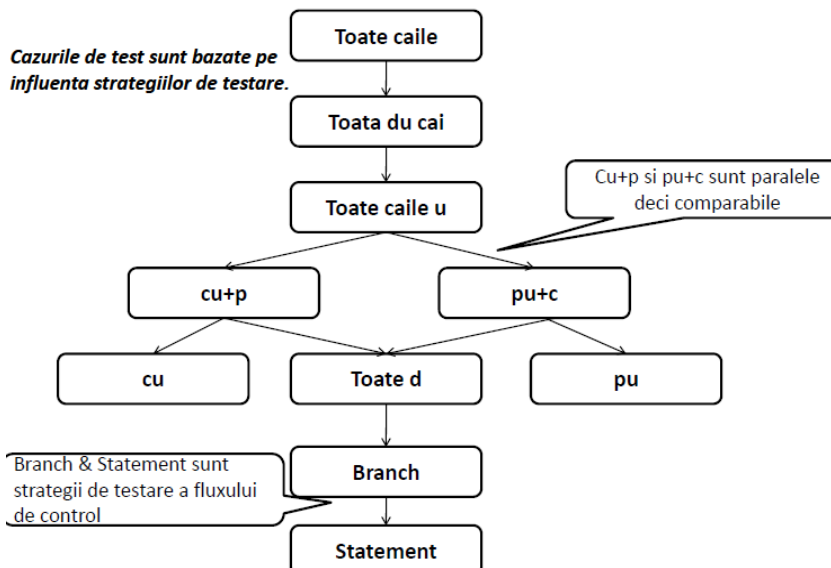 Toate caile
Cazurile de test sunt bazate pe
influenta strategiilor de testare.
Toata du cai
Cu+p si pu+c sunt paralele
deci comparabile
Toate caile u
cu+p
pu+c
cu
Toate d
pu
Branch & Statement sunt
strategii de testare a fluxului
de control
Branch
Statement